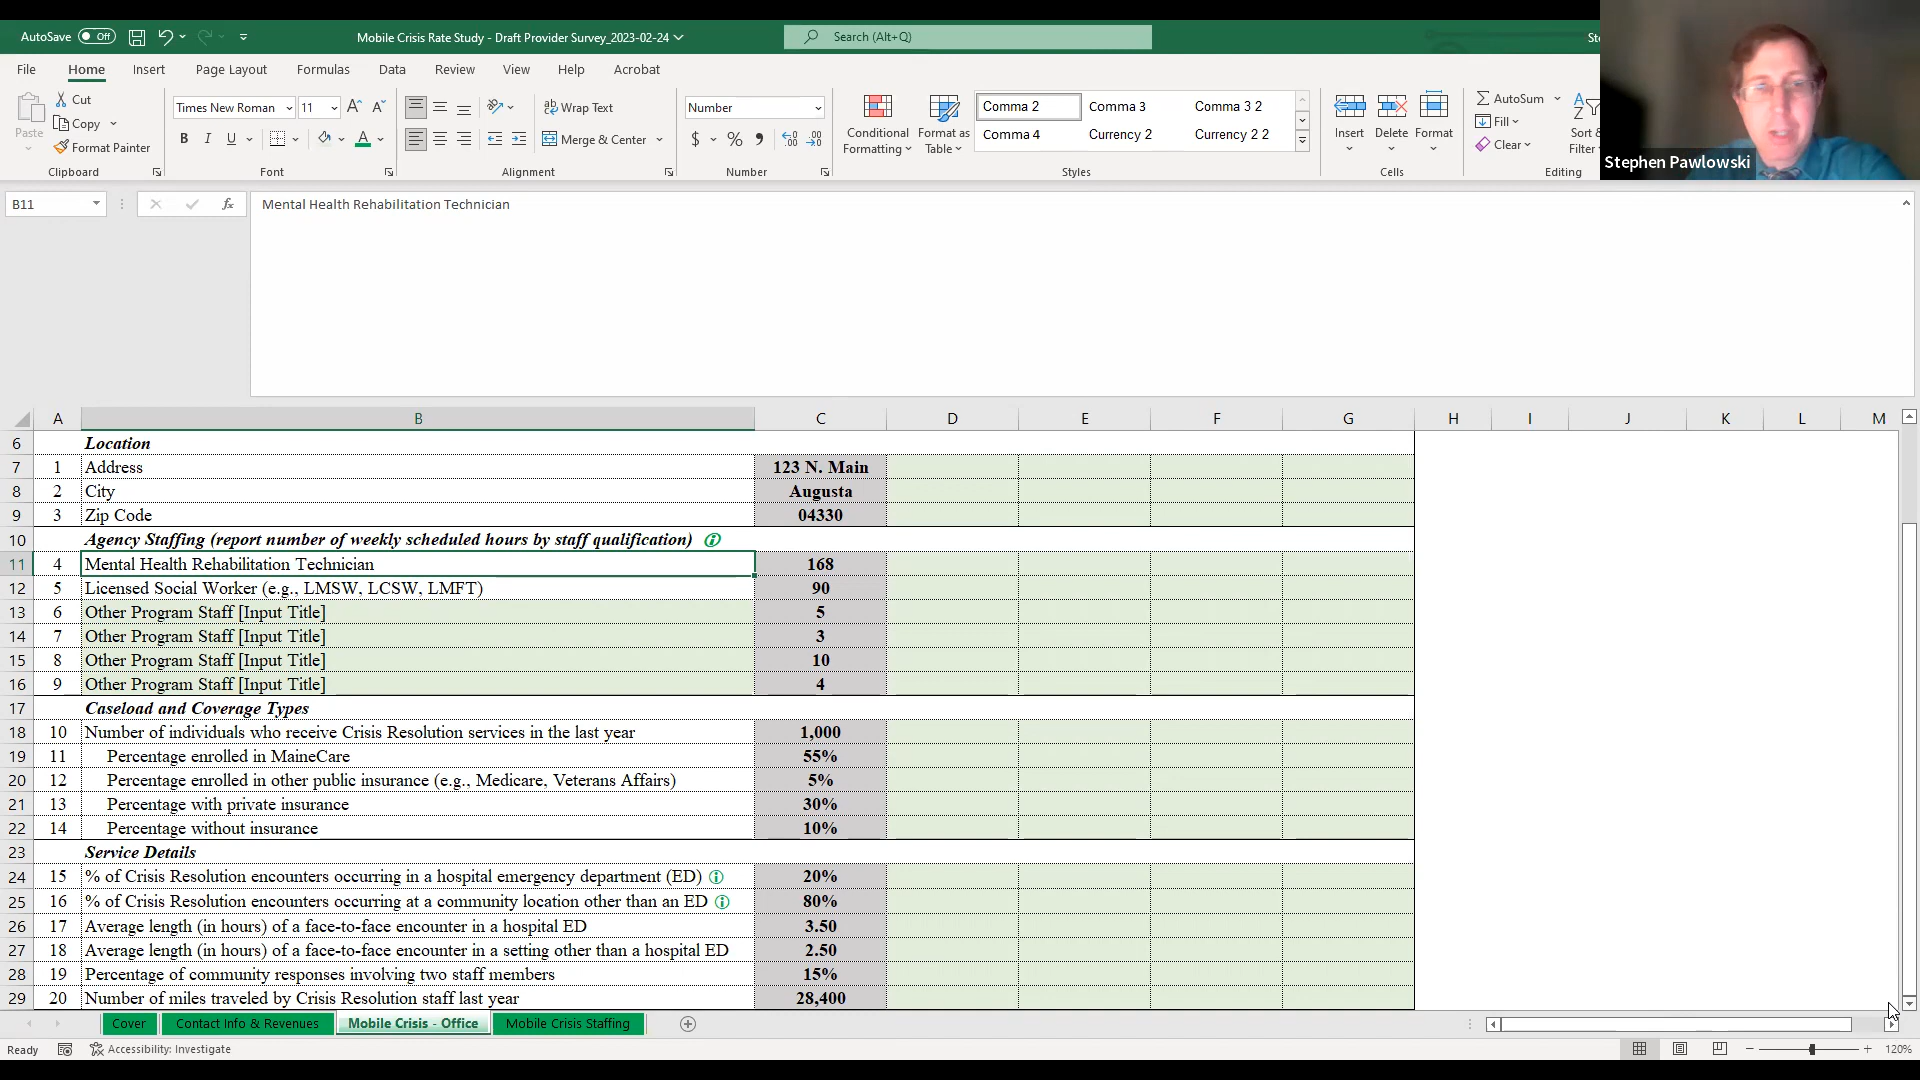 AutoSave Off
Mobile Crisis Rate Study - Draft Provider Survey_2023-02-24
Search (Alt+Q)
Ste
File Home Insert Page Layout Formulas Data Review View Help Acrobat
Paste
Cut
Copy
Format Painter
Clipboard
Times New Roman 11
B I U
Font
Wrap Text
Merge & Center
Alignment
Number
$ %
Number
Conditional Formatting
Format as Table
Comma 2 Comma 3 Comma 3 2
Comma 4 Currency 2 Currency 2 2
Styles
Insert Delete Format
Cells
AutoSum
Fill
Clear
Sort &
Filter
Editing
Stephen Pawlowski
B11 fx Mental Health Rehabilitation Technician
A B C D E F G H I J K L M
6 Location
7 1 Address 123 N. Main
8 2 City Augusta
9 3 Zip Code 04330
10 Agency Staffing (report number of weekly scheduled hours by staff qualification)
11 4 Mental Health Rehabilitation Technician 168
12 5 Licensed Social Worker (e.g., LMSW, LCSW, LMFT) 90
13 6 Other Program Staff [Input Title] 5
14 7 Other Program Staff [Input Title] 3
15 8 Other Program Staff [Input Title] 10
16 9 Other Program Staff [Input Title] 4
17 Caseload and Coverage Types
18 10 Number of individuals who receive Crisis Resolution services in the last year 1,000
19 11 Percentage enrolled in MaineCare 55%
20 12 Percentage enrolled in other public insurance (e.g., Medicare, Veterans Affairs) 5%
21 13 Percentage with private insurance 30%
22 14 Percentage without insurance 10%
23 Service Details
24 15 % of Crisis Resolution encounters occurring in a hospital emergency department (ED) 20%
25 16 % of Crisis Resolution encounters occurring at a community location other than an ED 80%
26 17 Average length (in hours) of a face-to-face encounter in a hospital ED 3.50
27 18 Average length (in hours) of a face-to-face encounter in a setting other than a hospital ED 2.50
28 19 Percentage of community responses involving two staff members 15%
29 20 Number of miles traveled by Crisis Resolution staff last year 28,400
Cover Contact Info & Revenues Mobile Crisis - Office Mobile Crisis Staffing
Ready Accessibility: Investigate 120%